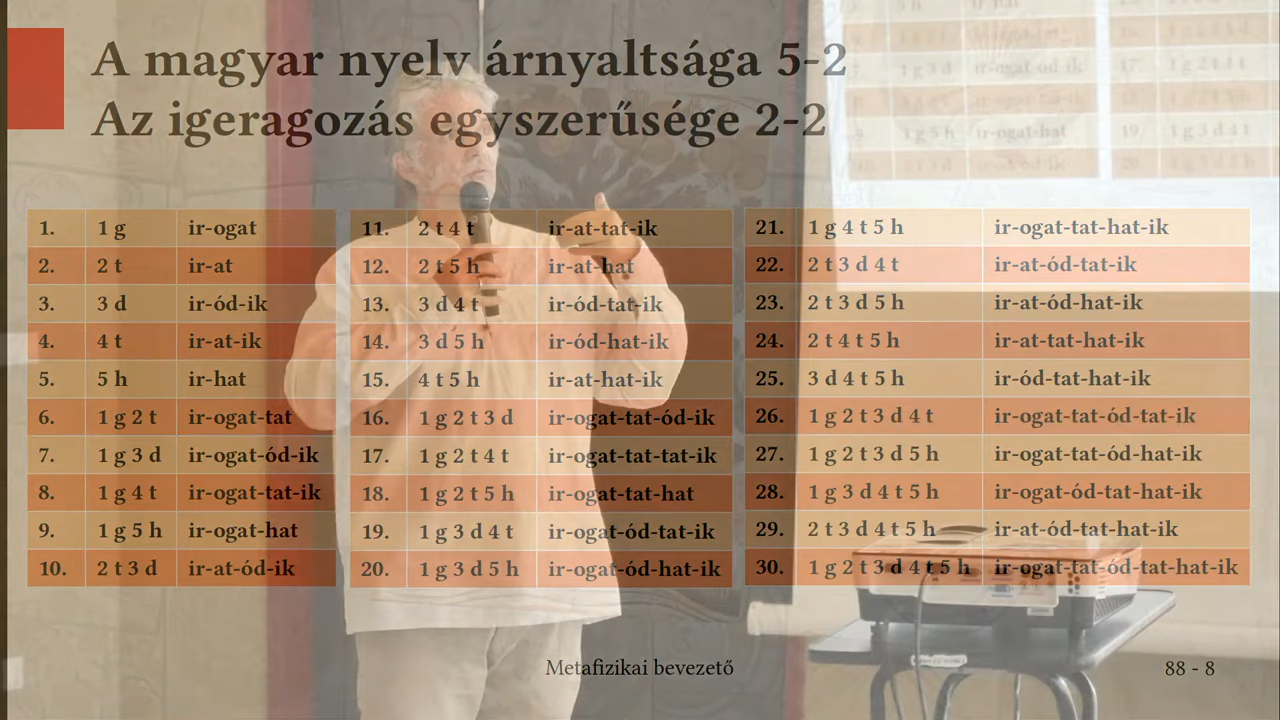 A magyar nyelv árnyaltsága 5-2
Az igeragozás egyszerűsége 2-2
1. 1 g ir-ogat
2. 2 t ir-at
3. 3 d ir-ód-ik
4. 4 t ir-at-ik
5. 5 h ir-hat
6. 1 g 2 t ir-ogat-tat
7. 1 g 3 d ir-ogat-ód-ik
8. 1 g 4 t ir-ogat-tat-ik
9. 1 g 5 h ir-ogat-hat
10. 2 t 3 d ir-at-ód-ik
11. 2 t 4 t ir-at-tat-ik
12. 2 t 5 h ir-at-hat
13. 3 d 4 t ir-ód-tat-ik
14. 3 d 5 h ir-ód-hat-ik
15. 4 t 5 h ir-at-hat-ik
16. 1 g 2 t 3 d ir-ogat-tat-ód-ik
17. 1 g 2 t 4 t ir-ogat-tat-tat-ik
18. 1 g 2 t 5 h ir-ogat-tat-hat
19. 1 g 3 d 4 t ir-ogat-ód-tat-ik
20. 1 g 3 d 5 h ir-ogat-ód-hat-ik
21. 1 g 4 t 5 h ir-ogat-tat-hat-ik
22. 2 t 3 d 4 t ir-at-ód-tat-ik
23. 2 t 3 d 5 h ir-at-ód-hat-ik
24. 2 t 4 t 5 h ir-at-tat-hat-ik
25. 3 d 4 t 5 h ir-ód-tat-hat-ik
26. 1 g 2 t 3 d 4 t ir-ogat-tat-ód-tat-ik
27. 1 g 2 t 3 d 5 h ir-ogat-tat-ód-hat-ik
28. 1 g 3 d 4 t 5 h ir-ogat-ód-tat-hat-ik
29. 2 t 3 d 4 t 5 h ir-at-ód-tat-hat-ik
30. 1 g 2 t 3 d 4 t 5 h ir-ogat-tat-ód-tat-hat-ik
Metafizikai bevezető
88 - 8